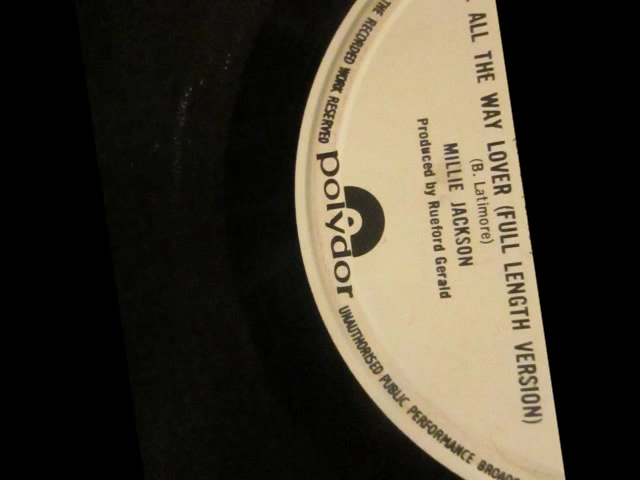 ALL THE WAY LOVER (FULL LENGTH VERSION)
(B. Latimore)
MILLIE JACKSON
Produced by Rueford Gerald
polydor
THE RECORDED WORK RESERVED
UNAUTHORISED PUBLIC PERFORMANCE BROADC